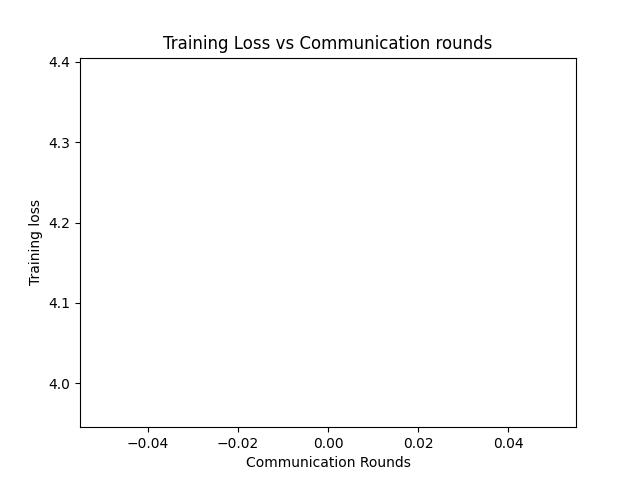 Training Loss vs Communication rounds
4.4
4.3
4.2
4.1
4.0
Training loss
−0.04 −0.02 0.00 0.02 0.04
Communication Rounds